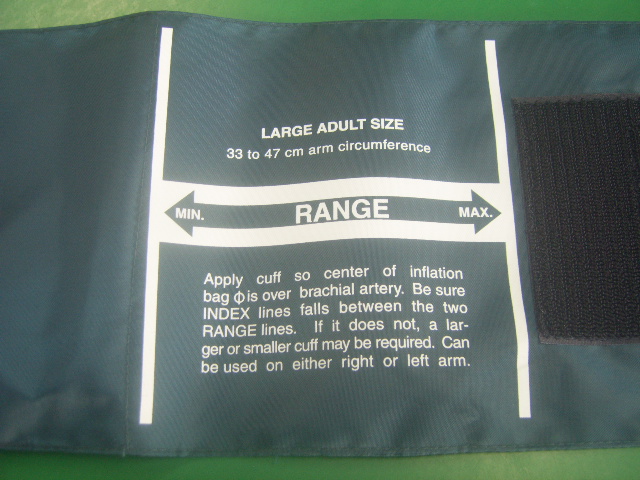 LARGE ADULT SIZE
33 to 47 cm arm circumference
MIN. RANGE MAX.
Apply cuff so center of inflation
bag ϕ is over brachial artery. Be sure
INDEX lines falls between the two
RANGE lines. If it does not, a lar-
ger or smaller cuff may be required. Can
be used on either right or left arm.